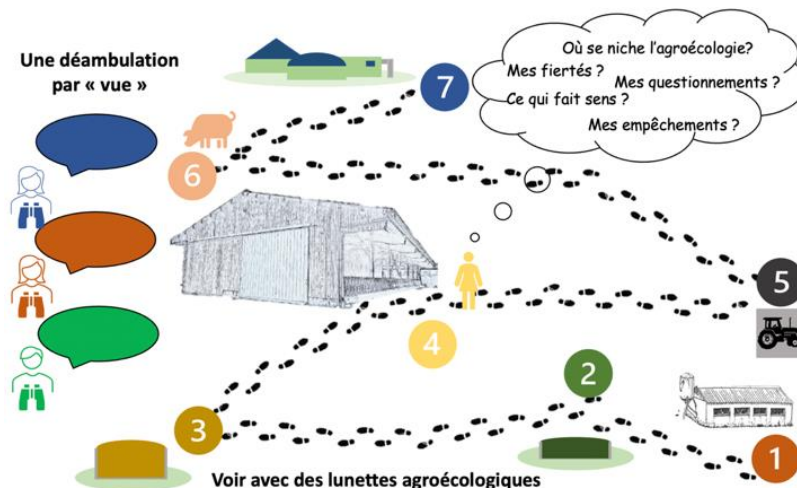 Une déambulation
par « vue »
Où se niche l’agroécologie?
Mes fiertés ?
Mes questionnements ?
Ce qui fait sens ?
Mes empêchements ?
7
6
5
4
2
3
1
Voir avec des lunettes agroécologiques